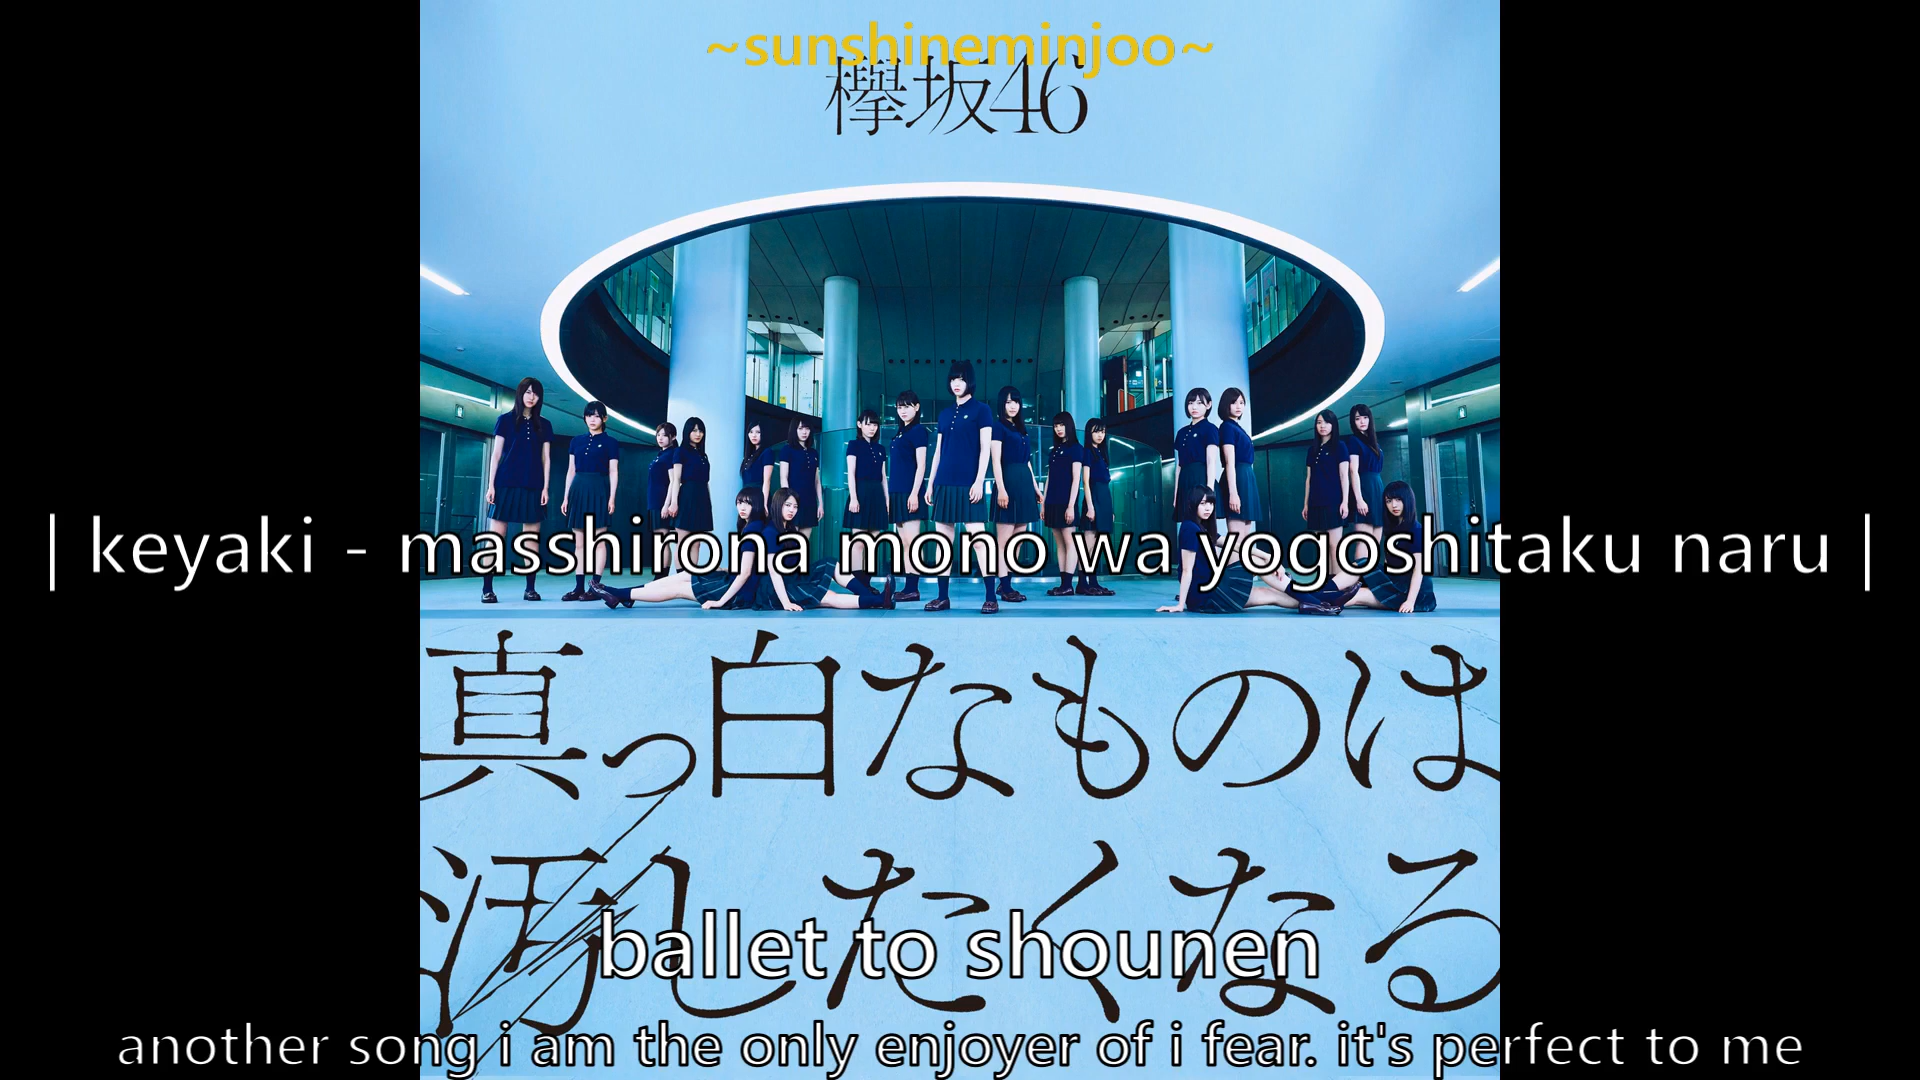 ~sunshineminjoo~
欅坂46
| keyaki - masshirona mono wa yogoshitaku naru |
真っ白なものは
汚したくなる
ballet to shounen
another song i am the only enjoyer of i fear. it's perfect to me